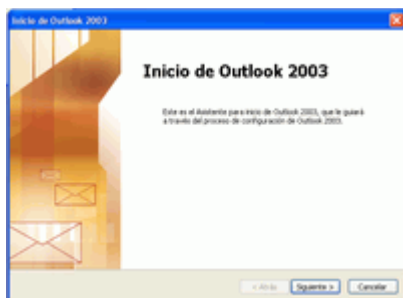 Inicio de Outlook 2003
Inicio de Outlook 2003
Este es el Asistente para inicio de Outlook 2003, que le guiará
a través del proceso de configuración de Outlook 2003.
< Atrás
Siguiente >
Cancelar